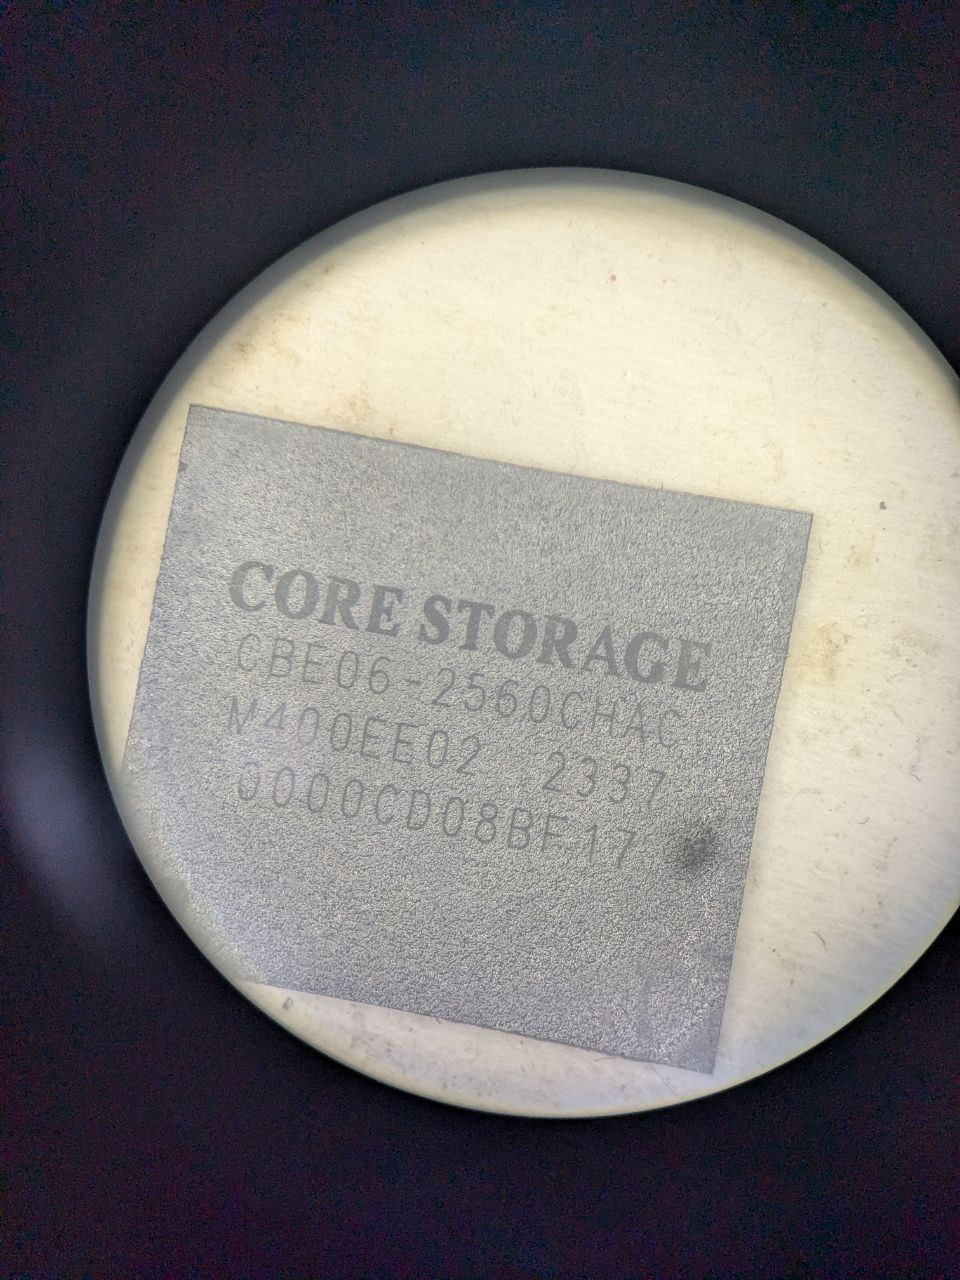 CORE STORAGE
CBE06-2560CHAC
M400EE02 2337
0000CD08BF17